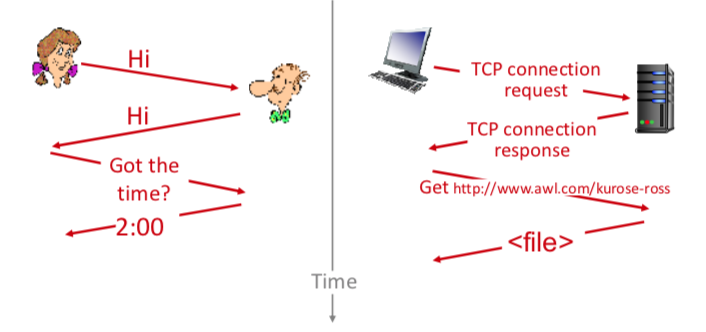 Hi
Hi
Got the
time?
2:00
TCP connection
request
TCP connection
response
Get http://www.awl.com/kurose-ross
<file>
Time